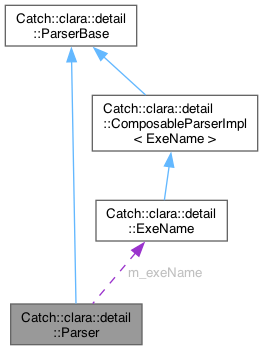 Catch::clara::detail
::ParserBase
Catch::clara::detail
::ComposableParserImpl
< ExeName >
Catch::clara::detail
::ExeName
m_exeName
Catch::clara::detail
::Parser